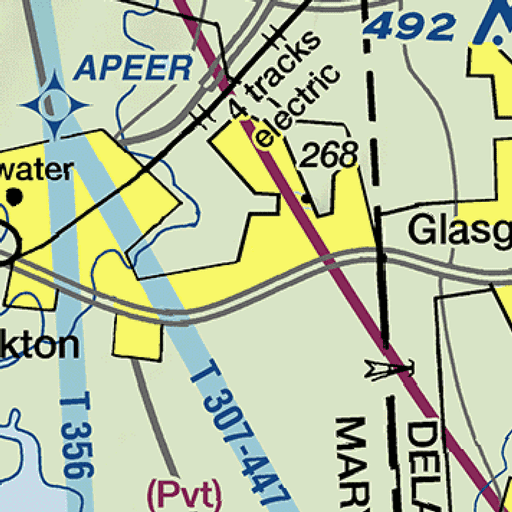 492
APEER
4 tracks
electric
268
water
Glasg
kton
T 356
T 307-447
MARY
DELA
(Pvt)